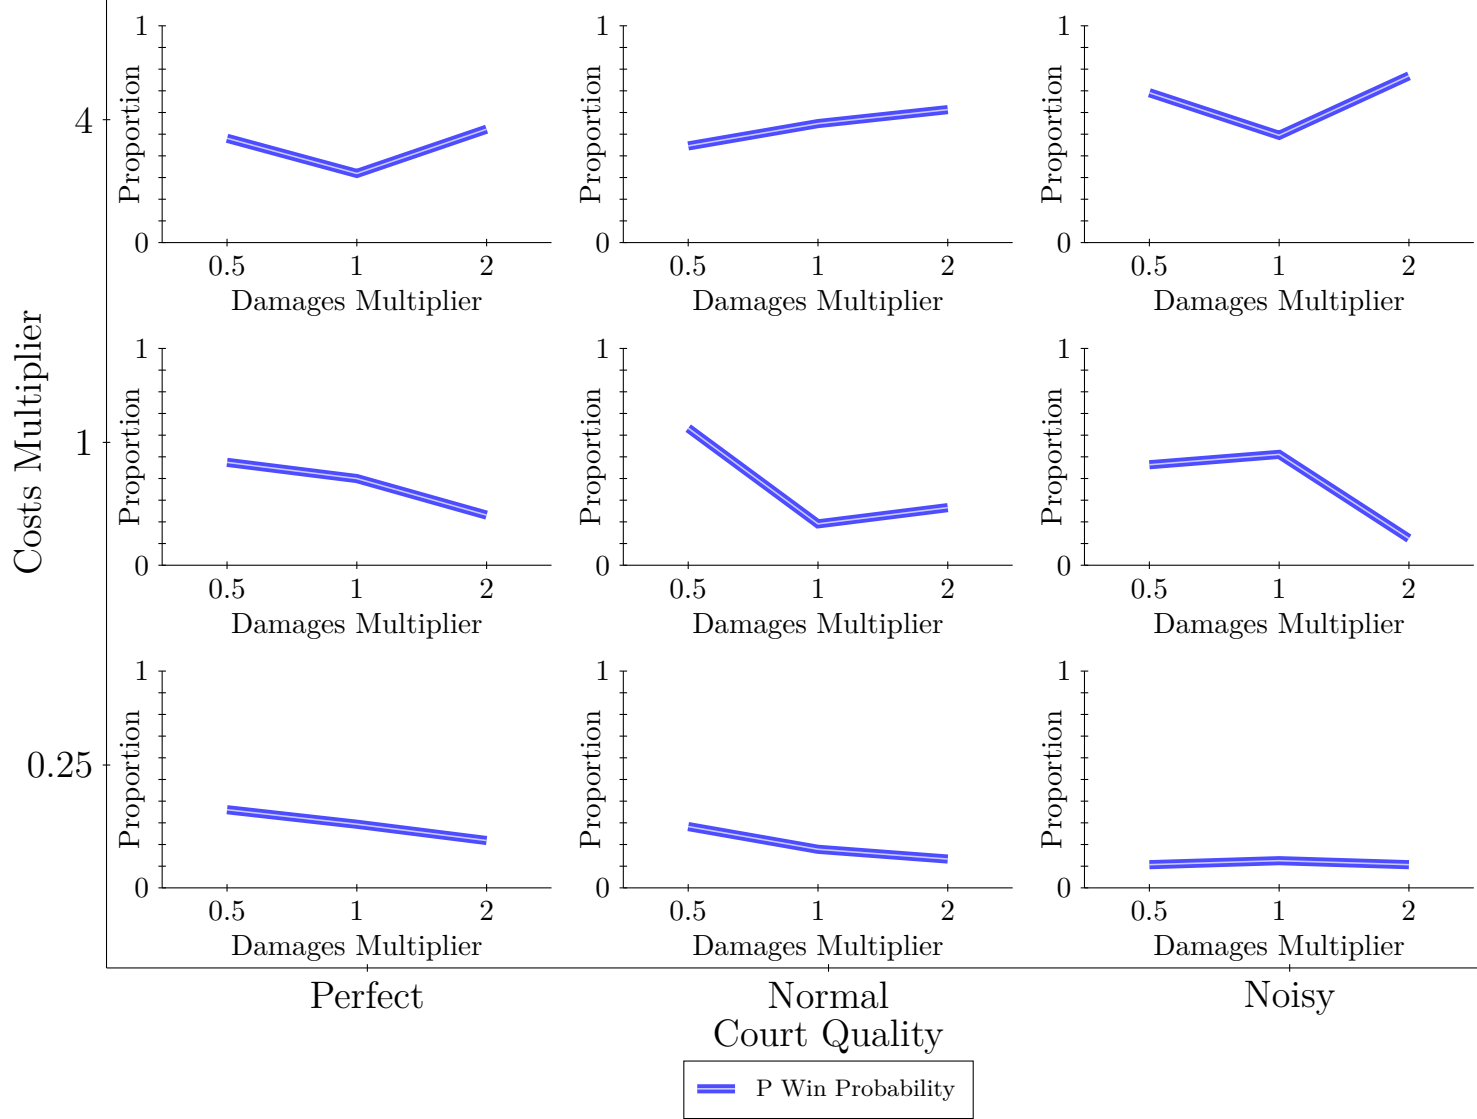 Costs Multiplier
4
1
0.25
Proportion
1
0
0.5 1 2
Damages Multiplier
Proportion
1
0
0.5 1 2
Damages Multiplier
Proportion
1
0
0.5 1 2
Damages Multiplier
Proportion
1
0
0.5 1 2
Damages Multiplier
Proportion
1
0
0.5 1 2
Damages Multiplier
Proportion
1
0
0.5 1 2
Damages Multiplier
Proportion
1
0
0.5 1 2
Damages Multiplier
Proportion
1
0
0.5 1 2
Damages Multiplier
Proportion
1
0
0.5 1 2
Damages Multiplier
Perfect Normal Noisy
Court Quality
P Win Probability